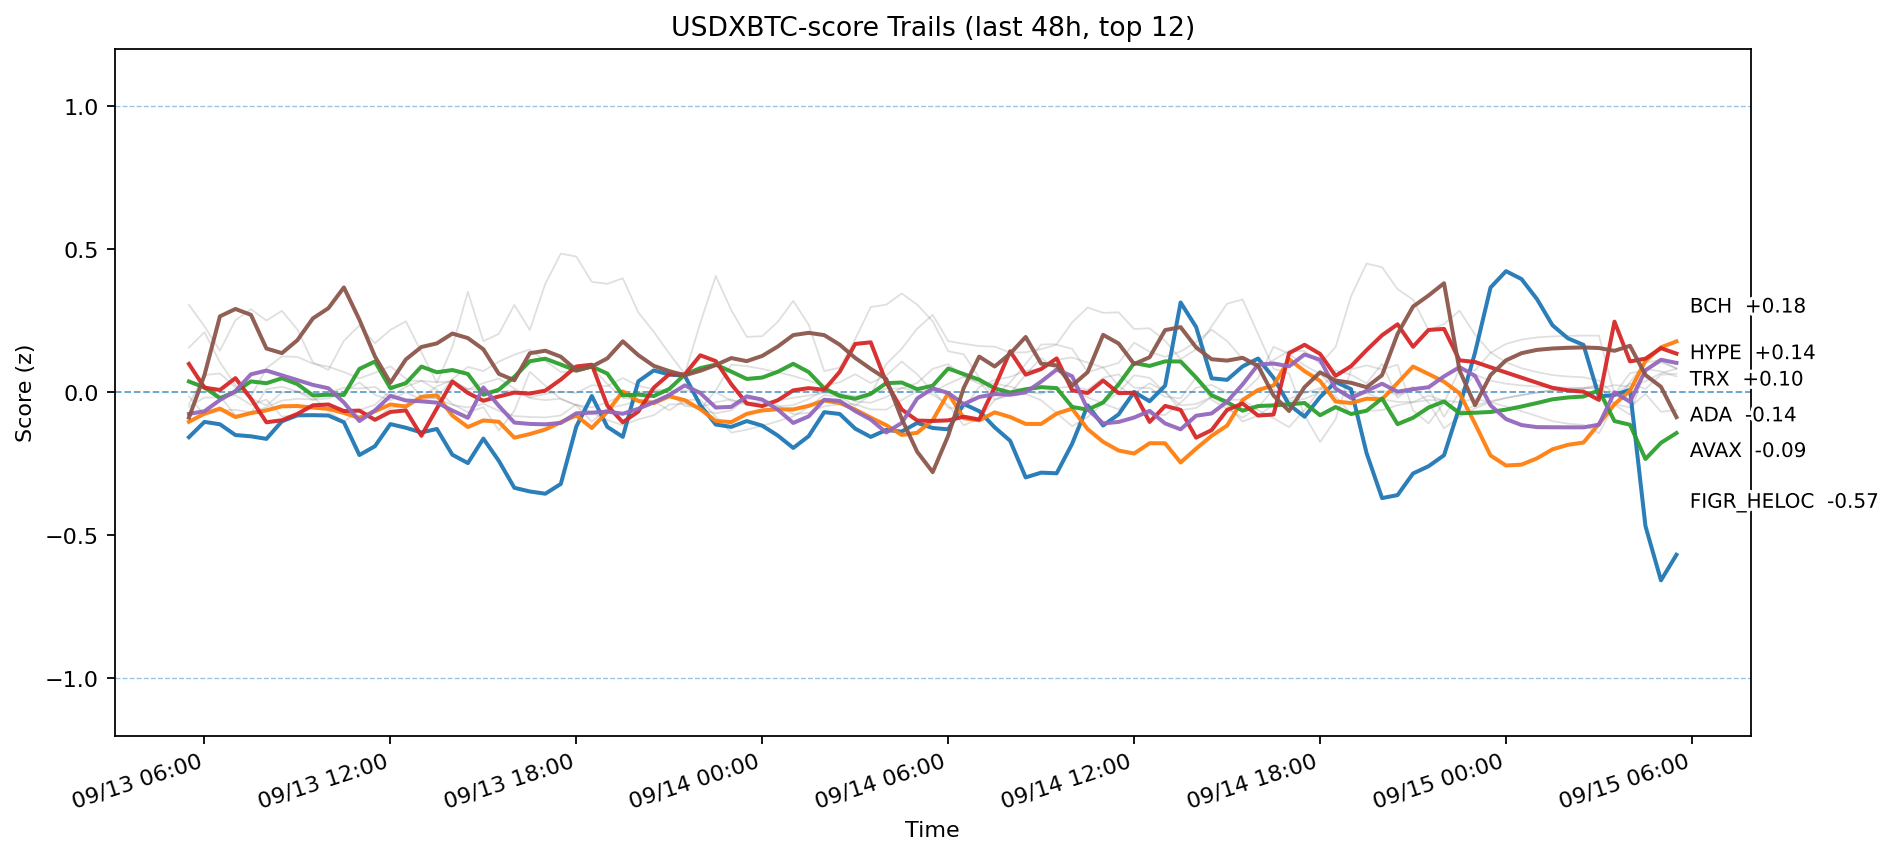 USDXBTC-score Trails (last 48h, top 12)
Score (z)
1.0
0.5
0.0
−0.5
−1.0
BCH +0.18
HYPE +0.14
TRX +0.10
ADA -0.14
AVAX -0.09
FIGR_HELOC -0.57
09/13 06:00
09/13 12:00
09/13 18:00
09/14 00:00
09/14 06:00
09/14 12:00
09/14 18:00
09/15 00:00
09/15 06:00
Time